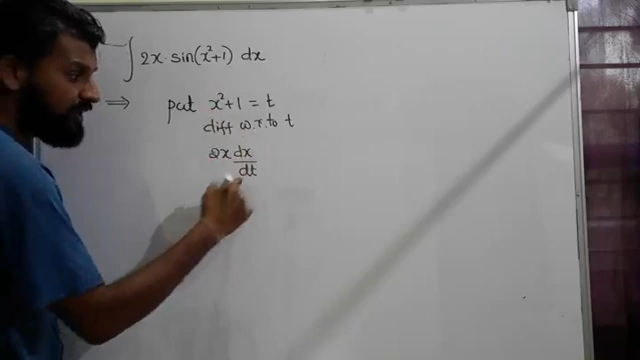 ∫ 2x · sin(x²+1) dx
⇒ put x²+1 = t
diff w.r.to t
2x dx/dt